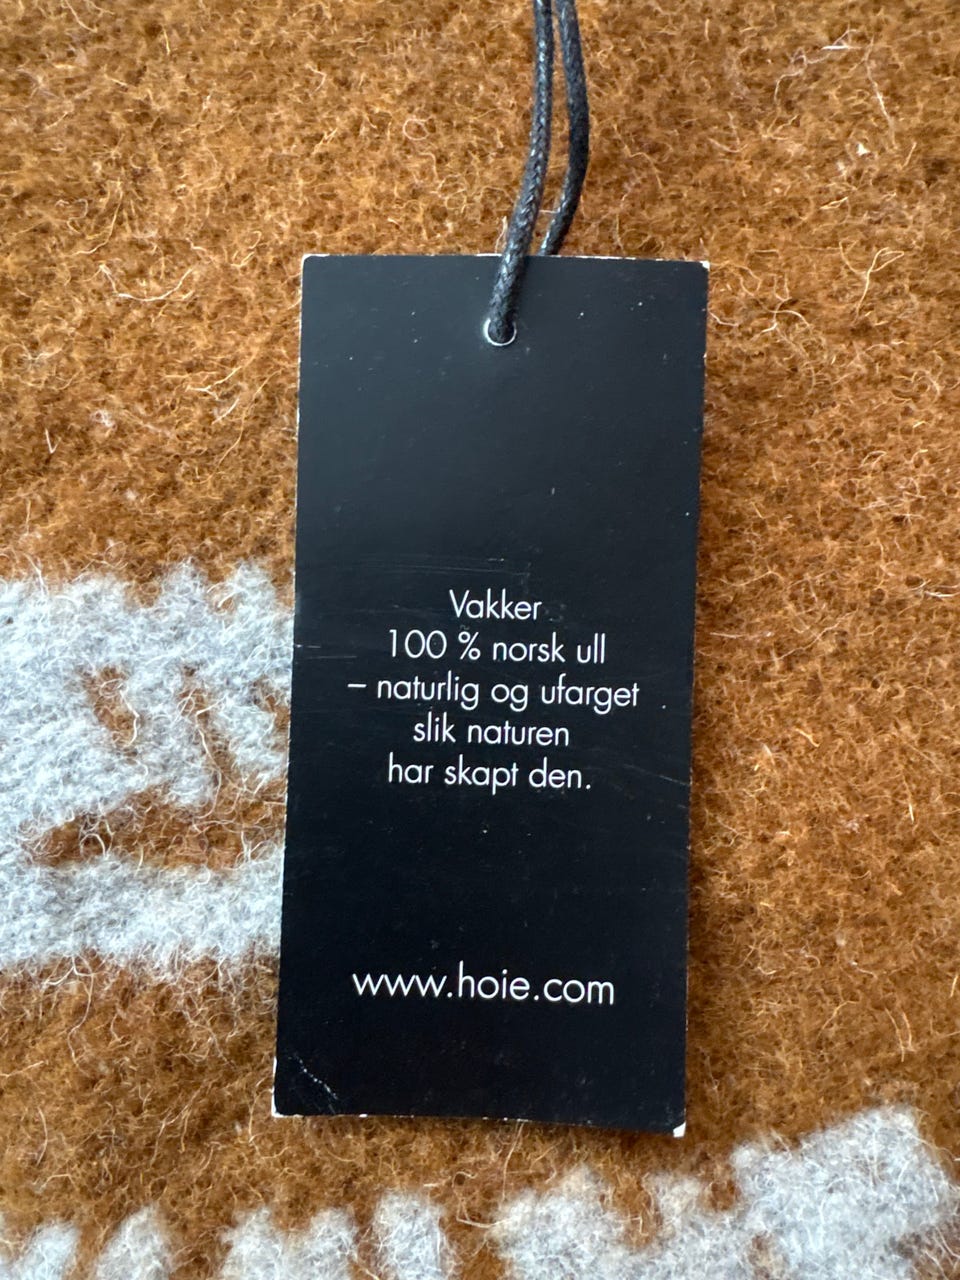 Vakker
100 % norsk ull
– naturlig og ufarget
slik naturen
har skapt den.
www.hoie.com